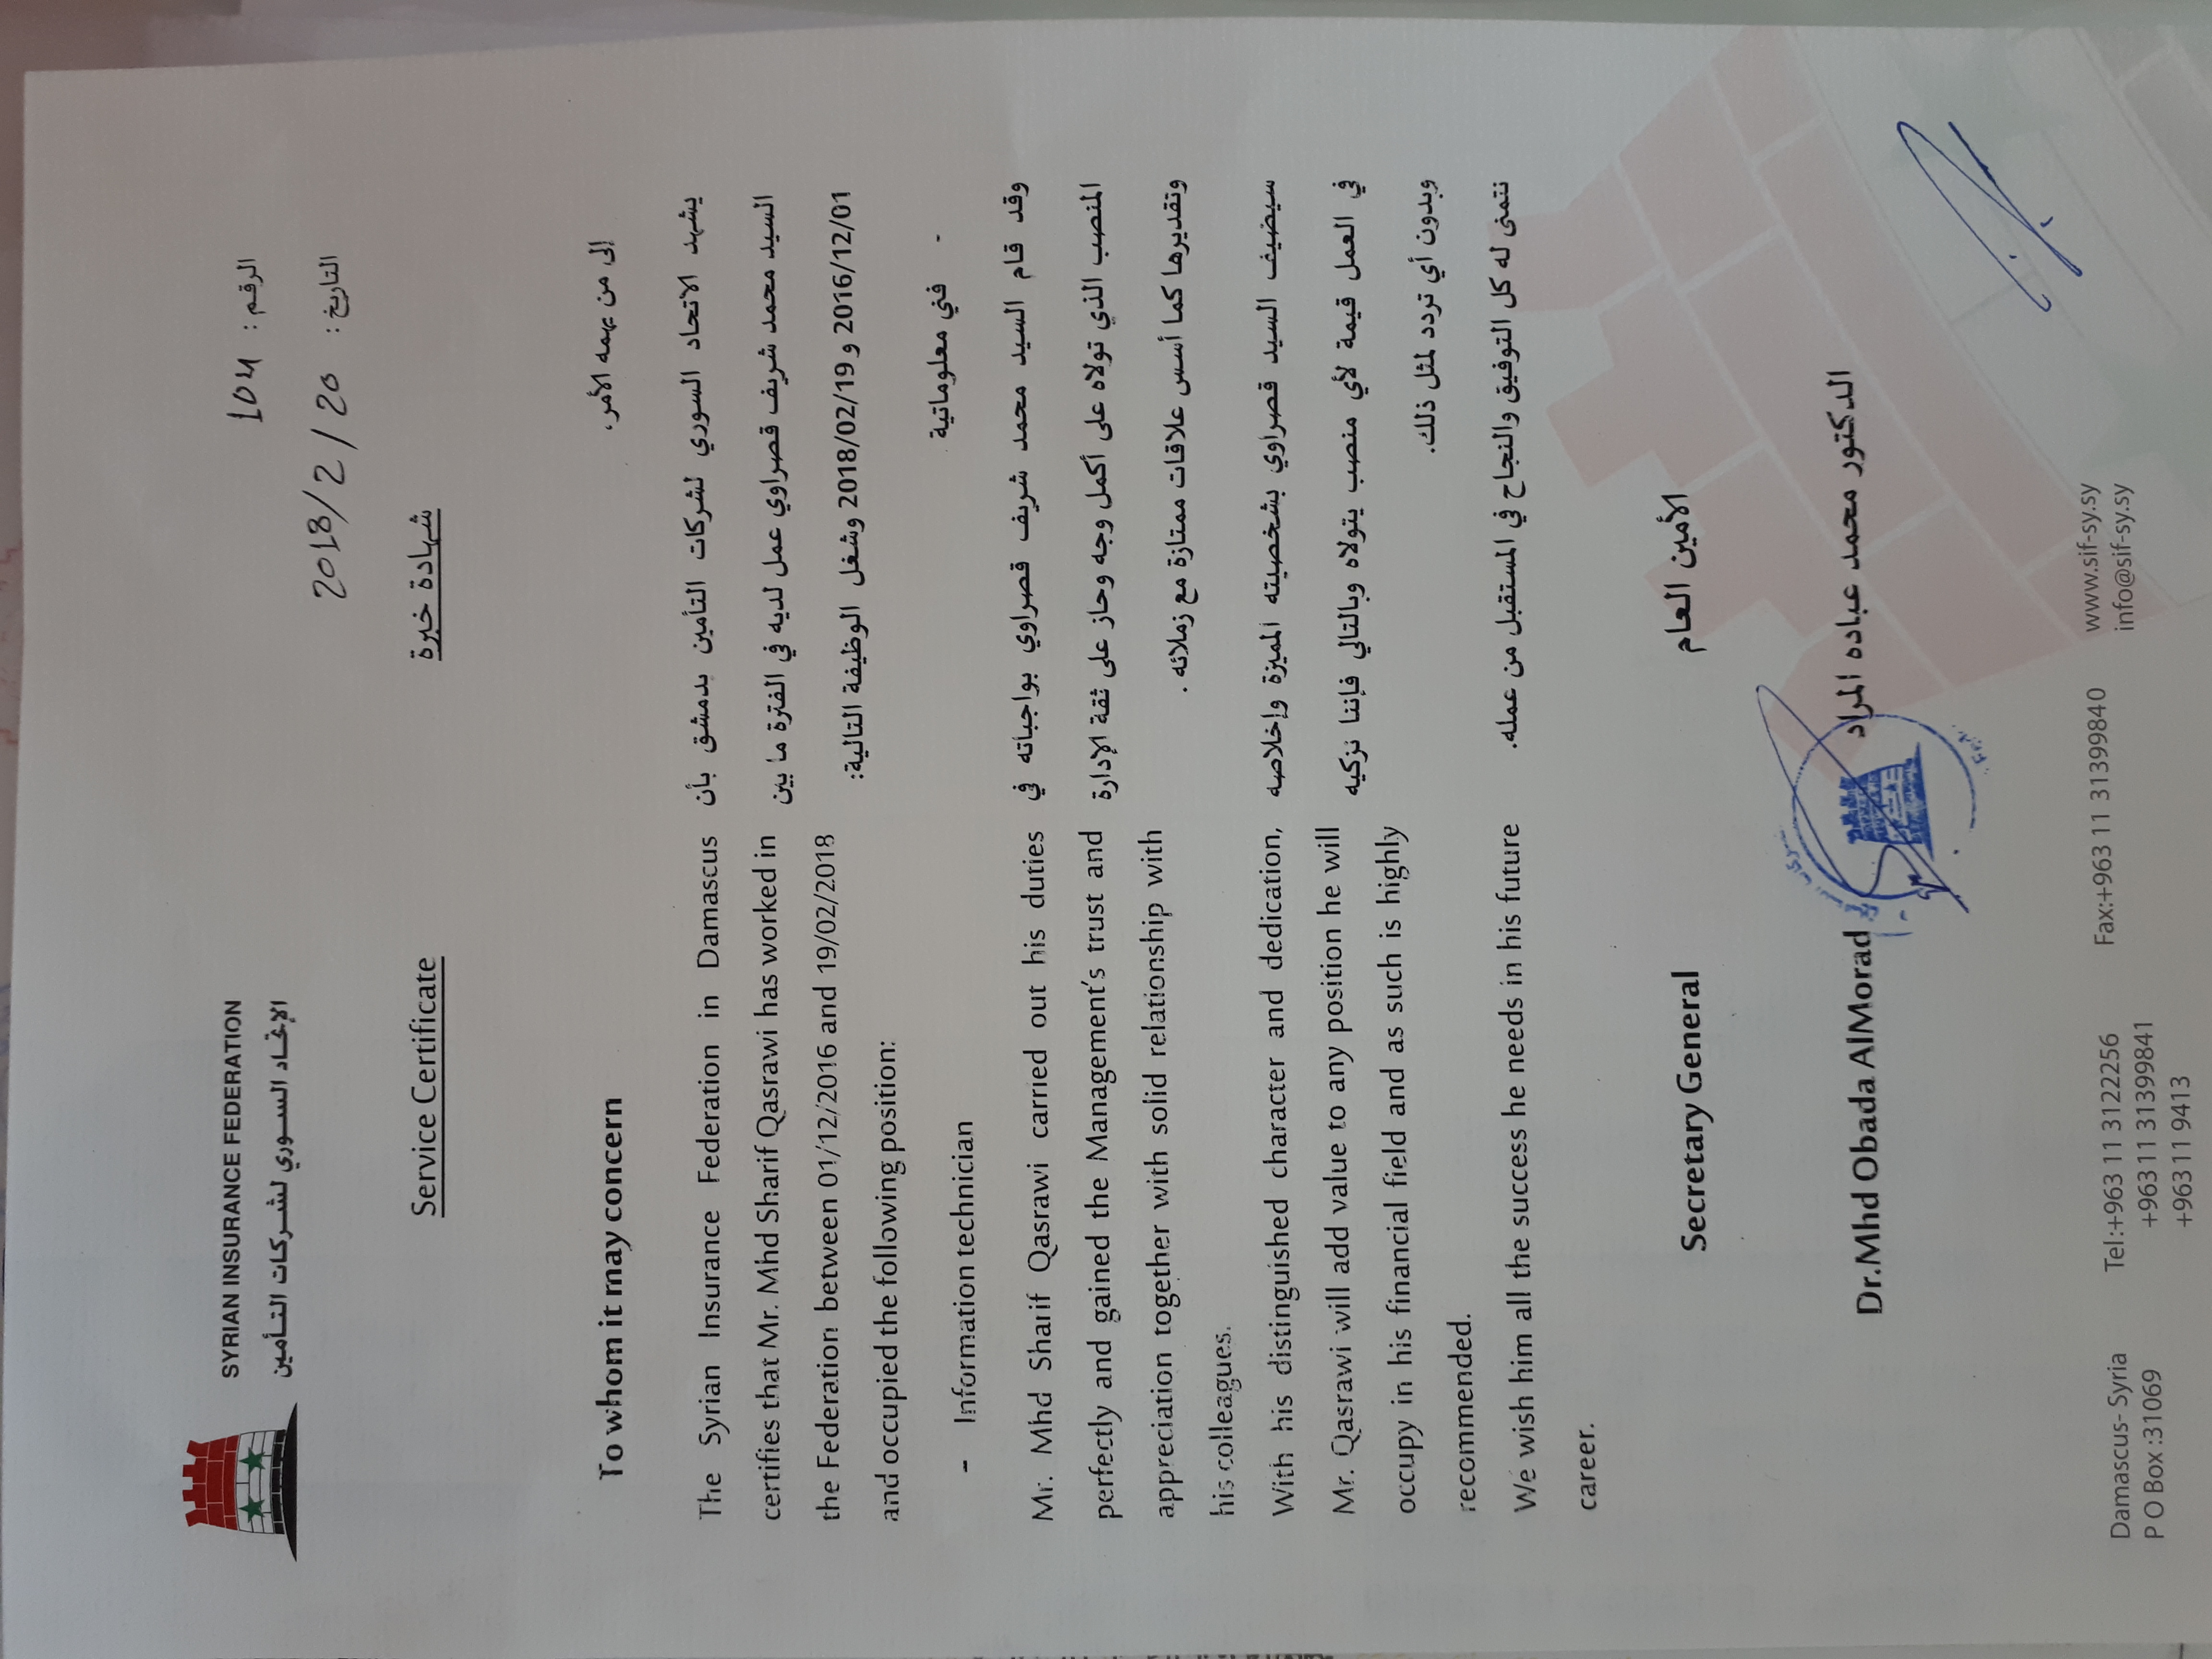 SYRIAN INSURANCE FEDERATION
الإتحاد السوري لشركات التأمين
الرقم :
التاريخ : 2018/2/20
Service Certificate
شهادة خبرة
To whom it may concern
The Syrian Insurance Federation in Damascus
certifies that Mr. Mhd Sharif Qasrawi has worked in
the Federation between 01/12/2016 and 19/02/2018
and occupied the following position:
- Information technician
Mr. Mhd Sharif Qasrawi carried out his duties
perfectly and gained the Management's trust and
appreciation together with solid relationship with
his colleagues.
With his distinguished character and dedication,
Mr. Qasrawi will add value to any position he will
occupy in his financial field and as such is highly
recommended.
We wish him all the success he needs in his future
career.
إلى من يهمه الأمر،
يشهد الاتحاد السوري لشركات التأمين بدمشق بأن
السيد محمد شريف قصراوي عمل لديه في الفترة ما بين
2016/12/01 و 2018/02/19 وشغل الوظيفة التالية:
- فني معلوماتية
وقد قام السيد محمد شريف قصراوي بواجباته في
المنصب الذي تولاه على أكمل وجه وحاز على ثقة الإدارة
وتقديرها كما أسس علاقات ممتازة مع زملائه .
سيضيف السيد قصراوي بشخصيته المميزة وإخلاصه
في العمل قيمة لأي منصب يتولاه وبالتالي فإننا نزكيه
وبدون أي تردد لمثل ذلك.
نتمنى له كل التوفيق والنجاح في المستقبل من عمله.
Secretary General
الأمين العام
Dr.Mhd Obada AlMorad
الدكتور محمد عباده المراد
Damascus- Syria
P O Box :31069
Tel:+963 11 3122256
+963 11 31399841
+963 11 9413
Fax:+963 11 31399840
www.sif-sy.sy
info@sif-sy.sy